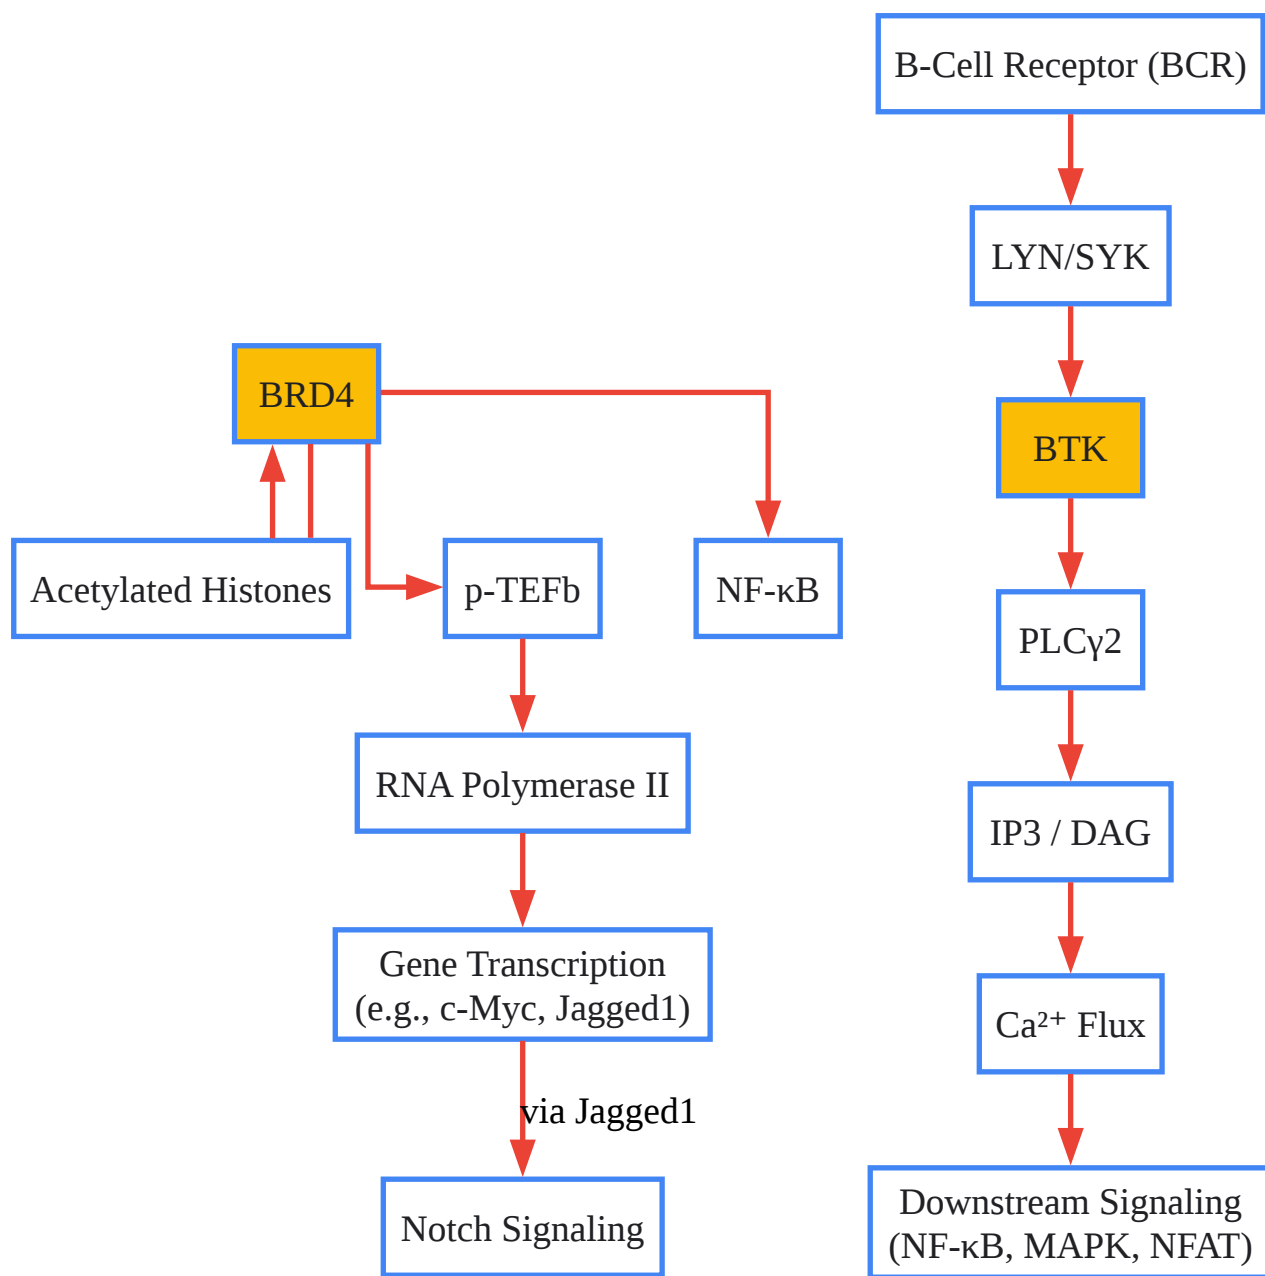 B-Cell Receptor (BCR)
LYN/SYK
BRD4
BTK
Acetylated Histones
p-TEFb
NF-κB
PLCγ2
RNA Polymerase II
IP3 / DAG
Gene Transcription
(e.g., c-Myc, Jagged1)
Ca²⁺ Flux
via Jagged1
Notch Signaling
Downstream Signaling
(NF-κB, MAPK, NFAT)